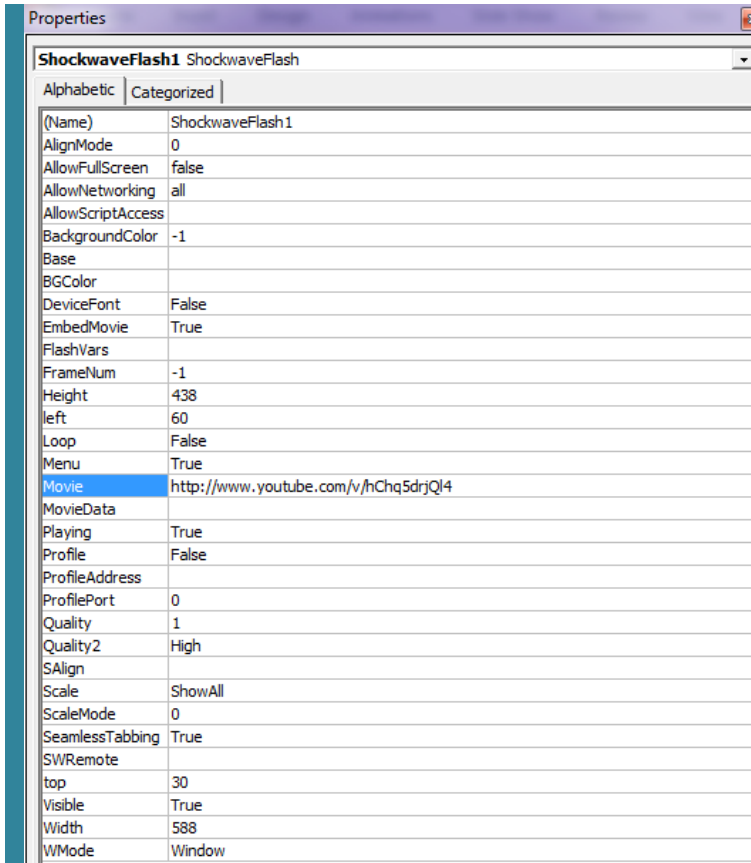 Properties
ShockwaveFlash1 ShockwaveFlash
Alphabetic Categorized
(Name) ShockwaveFlash1
AlignMode 0
AllowFullScreen false
AllowNetworking all
AllowScriptAccess
BackgroundColor -1
Base
BGColor
DeviceFont False
EmbedMovie True
FlashVars
FrameNum -1
Height 438
left 60
Loop False
Menu True
Movie http://www.youtube.com/v/hChq5drjQl4
MovieData
Playing True
Profile False
ProfileAddress
ProfilePort 0
Quality 1
Quality2 High
SAlign
Scale ShowAll
ScaleMode 0
SeamlessTabbing True
SWRemote
top 30
Visible True
Width 588
WMode Window